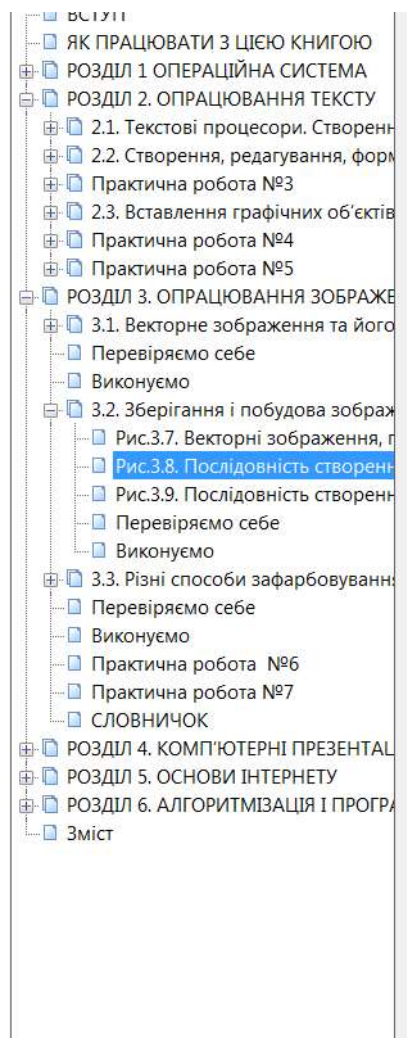 ВСТУП
ЯК ПРАЦЮВАТИ З ЦІЄЮ КНИГОЮ
РОЗДІЛ 1 ОПЕРАЦІЙНА СИСТЕМА
РОЗДІЛ 2. ОПРАЦЮВАННЯ ТЕКСТУ
2.1. Текстові процесори. Створенн
2.2. Створення, редагування, форм
Практична робота №3
2.3. Вставлення графічних об’єктів
Практична робота №4
Практична робота №5
РОЗДІЛ 3. ОПРАЦЮВАННЯ ЗОБРАЖЕ
3.1. Векторне зображення та його
Перевіряємо себе
Виконуємо
3.2. Зберігання і побудова зображ
Рис.3.7. Векторні зображення, г
Рис.3.8. Послідовність створенн
Рис.3.9. Послідовність створенн
Перевіряємо себе
Виконуємо
3.3. Різні способи зафарбовуванн
Перевіряємо себе
Виконуємо
Практична робота №6
Практична робота №7
СЛОВНИЧОК
РОЗДІЛ 4. КОМП’ЮТЕРНІ ПРЕЗЕНТАЦ
РОЗДІЛ 5. ОСНОВИ ІНТЕРНЕТУ
РОЗДІЛ 6. АЛГОРИТМІЗАЦІЯ І ПРОГРА
Зміст